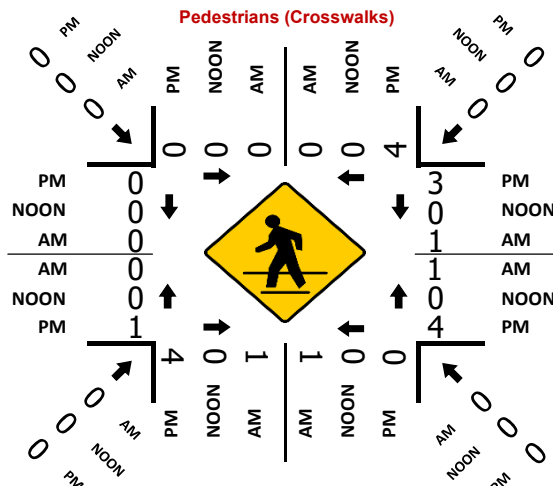 Pedestrians (Crosswalks)
0 PM
0 NOON
0 AM
PM NOON AM AM NOON PM
PM 0
NOON 0
AM 0
0 0 0 0 0 4
PM 0 3 PM
NOON 0 0 NOON
AM 0 1 AM
AM 0 1 AM
NOON 0 0 NOON
PM 1 4 PM
4 0 1 1 0 0
PM NOON AM AM NOON PM
0 AM
0 NOON
0 PM
AM 0
NOON 0
PM 0